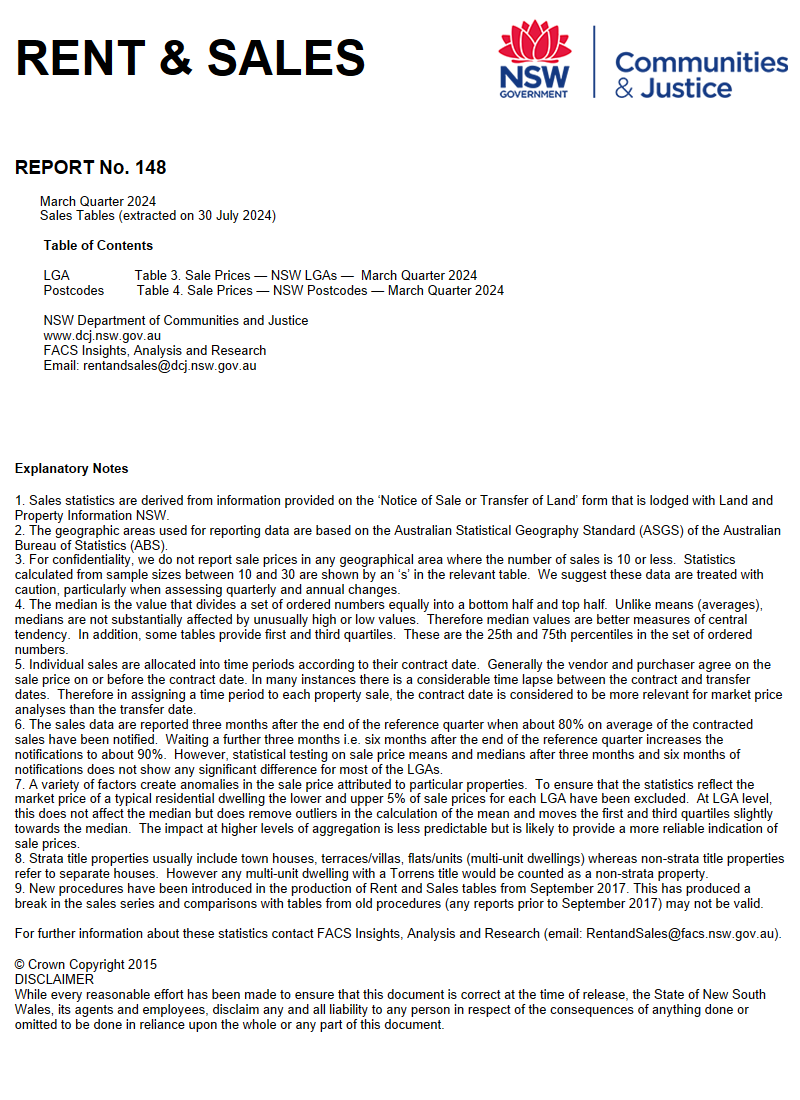 RENT & SALES
NSW
GOVERNMENT
Communities
& Justice
REPORT No. 148
March Quarter 2024
Sales Tables (extracted on 30 July 2024)
Table of Contents
LGA Table 3. Sale Prices — NSW LGAs — March Quarter 2024
Postcodes Table 4. Sale Prices — NSW Postcodes — March Quarter 2024
NSW Department of Communities and Justice
www.dcj.nsw.gov.au
FACS Insights, Analysis and Research
Email: rentandsales@dcj.nsw.gov.au
Explanatory Notes
1. Sales statistics are derived from information provided on the ‘Notice of Sale or Transfer of Land’ form that is lodged with Land and
Property Information NSW.
2. The geographic areas used for reporting data are based on the Australian Statistical Geography Standard (ASGS) of the Australian
Bureau of Statistics (ABS).
3. For confidentiality, we do not report sale prices in any geographical area where the number of sales is 10 or less. Statistics
calculated from sample sizes between 10 and 30 are shown by an ‘s’ in the relevant table. We suggest these data are treated with
caution, particularly when assessing quarterly and annual changes.
4. The median is the value that divides a set of ordered numbers equally into a bottom half and top half. Unlike means (averages),
medians are not substantially affected by unusually high or low values. Therefore median values are better measures of central
tendency. In addition, some tables provide first and third quartiles. These are the 25th and 75th percentiles in the set of ordered
numbers.
5. Individual sales are allocated into time periods according to their contract date. Generally the vendor and purchaser agree on the
sale price on or before the contract date. In many instances there is a considerable time lapse between the contract and transfer
dates. Therefore in assigning a time period to each property sale, the contract date is considered to be more relevant for market price
analyses than the transfer date.
6. The sales data are reported three months after the end of the reference quarter when about 80% on average of the contracted
sales have been notified. Waiting a further three months i.e. six months after the end of the reference quarter increases the
notifications to about 90%. However, statistical testing on sale price means and medians after three months and six months of
notifications does not show any significant difference for most of the LGAs.
7. A variety of factors create anomalies in the sale price attributed to particular properties. To ensure that the statistics reflect the
market price of a typical residential dwelling the lower and upper 5% of sale prices for each LGA have been excluded. At LGA level,
this does not affect the median but does remove outliers in the calculation of the mean and moves the first and third quartiles slightly
towards the median. The impact at higher levels of aggregation is less predictable but is likely to provide a more reliable indication of
sale prices.
8. Strata title properties usually include town houses, terraces/villas, flats/units (multi-unit dwellings) whereas non-strata title properties
refer to separate houses. However any multi-unit dwelling with a Torrens title would be counted as a non-strata property.
9. New procedures have been introduced in the production of Rent and Sales tables from September 2017. This has produced a
break in the sales series and comparisons with tables from old procedures (any reports prior to September 2017) may not be valid.
For further information about these statistics contact FACS Insights, Analysis and Research (email: RentandSales@facs.nsw.gov.au).
© Crown Copyright 2015
DISCLAIMER
While every reasonable effort has been made to ensure that this document is correct at the time of release, the State of New South
Wales, its agents and employees, disclaim any and all liability to any person in respect of the consequences of anything done or
omitted to be done in reliance upon the whole or any part of this document.